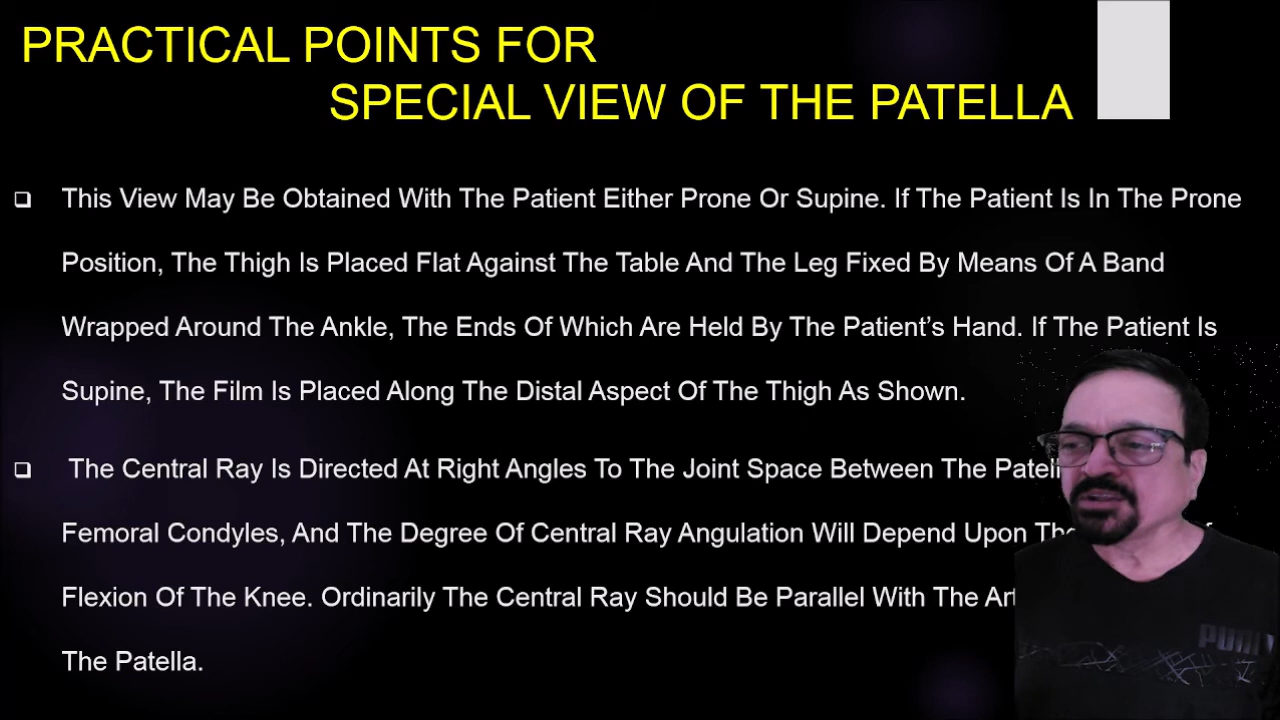 PRACTICAL POINTS FOR
SPECIAL VIEW OF THE PATELLA
This View May Be Obtained With The Patient Either Prone Or Supine. If The Patient Is In The Prone
Position, The Thigh Is Placed Flat Against The Table And The Leg Fixed By Means Of A Band
Wrapped Around The Ankle, The Ends Of Which Are Held By The Patient’s Hand. If The Patient Is
Supine, The Film Is Placed Along The Distal Aspect Of The Thigh As Shown.
The Central Ray Is Directed At Right Angles To The Joint Space Between The
Femoral Condyles, And The Degree Of Central Ray Angulation Will Depend Upon
Flexion Of The Knee. Ordinarily The Central Ray Should Be Parallel With The
The Patella.